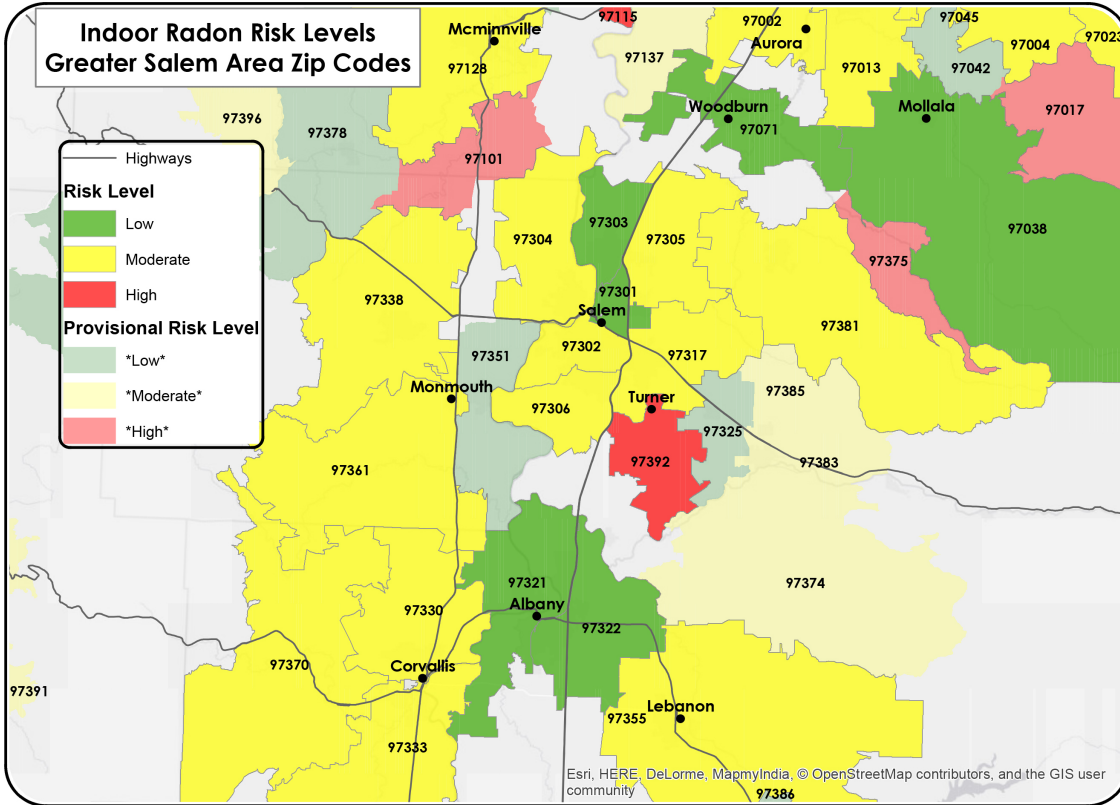 Indoor Radon Risk Levels
Greater Salem Area Zip Codes
Highways
Risk Level
Low
Moderate
High
Provisional Risk Level
*Low*
*Moderate*
*High*
97115
97002
97045
97004
97023
Mcminnville
Aurora
97137
97013
97042
97128
97396
97378
Woodburn
97071
Mollala
97017
97101
97304
97303
97305
97038
97375
97338
97301
Salem
97381
97351
97302
97317
Monmouth
97306
Turner
97385
97325
97361
97392
97383
97321
97374
Albany
97330
97322
97370
Corvallis
97391
97355
Lebanon
97333
Esri, HERE, DeLorme, MapmyIndia, © OpenStreetMap contributors, and the GIS user
community
97386